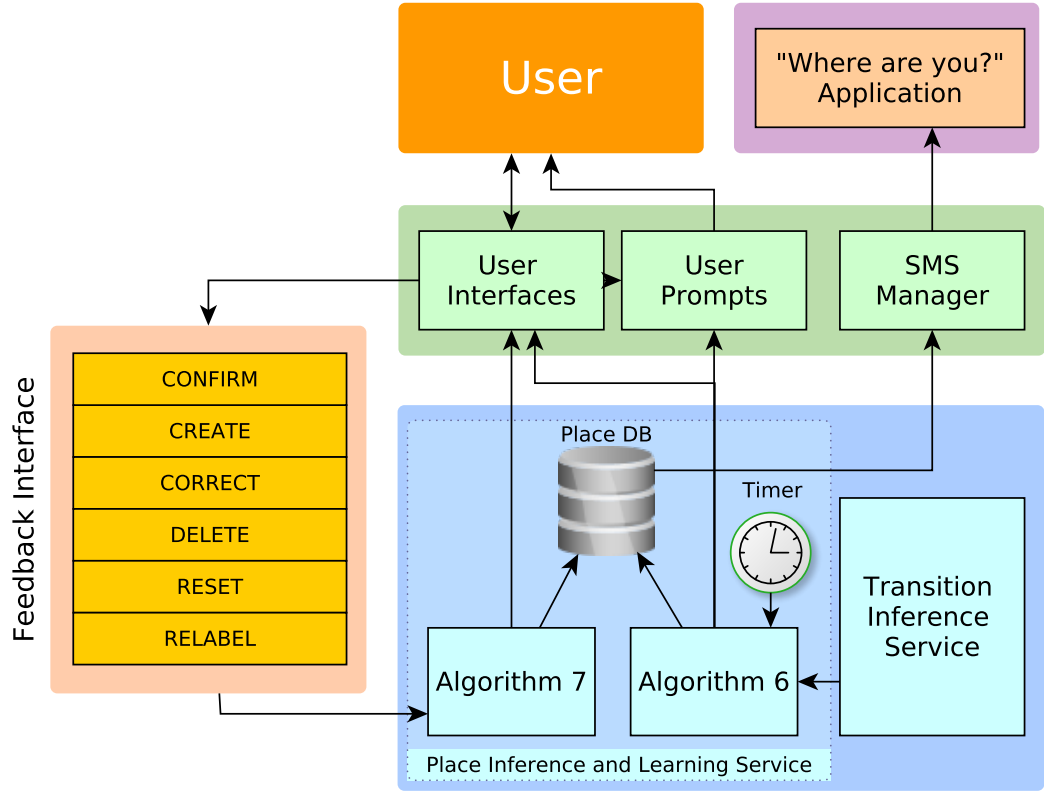 User
"Where are you?"
Application
User
Interfaces
User
Prompts
SMS
Manager
Feedback Interface
CONFIRM
CREATE
CORRECT
DELETE
RESET
RELABEL
Place DB
Timer
Transition
Inference
Service
Algorithm 7
Algorithm 6
Place Inference and Learning Service